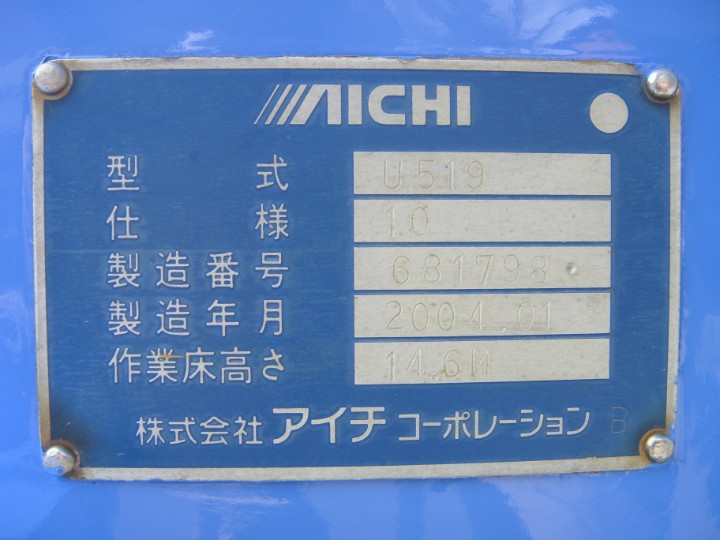 AICHI
型式 U519
仕様 10
製造番号 681798
製造年月 2004.01
作業床高さ 14.6M
株式会社 アイチ コーポレーション B